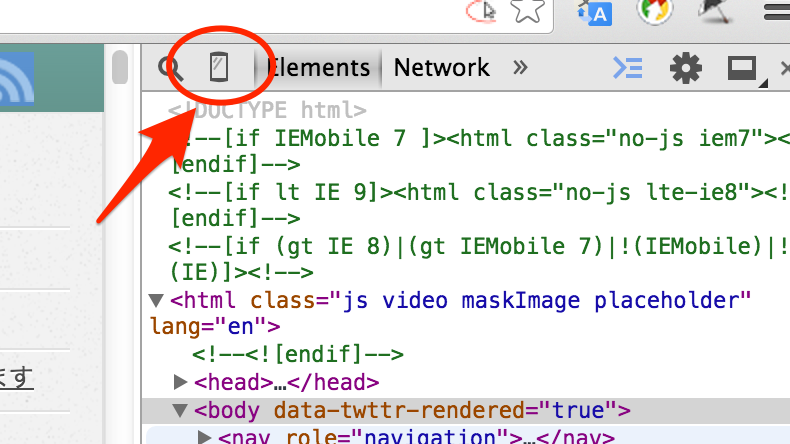 Elements Network »
<!DOCTYPE html>
<!--[if IEMobile 7 ]><html class="no-js iem7"><
[endif]-->
<!--[if lt IE 9]><html class="no-js lte-ie8"><!
[endif]-->
<!--[if (gt IE 8)|(gt IEMobile 7)|!(IEMobile)|!
(IE)]><!-->
▼<html class="js video maskImage placeholder"
lang="en">
<!--<![endif]-->
▶<head>…</head>
ます
▼<body data-twttr-rendered="true">
▶<nav role="navigation">…</nav>